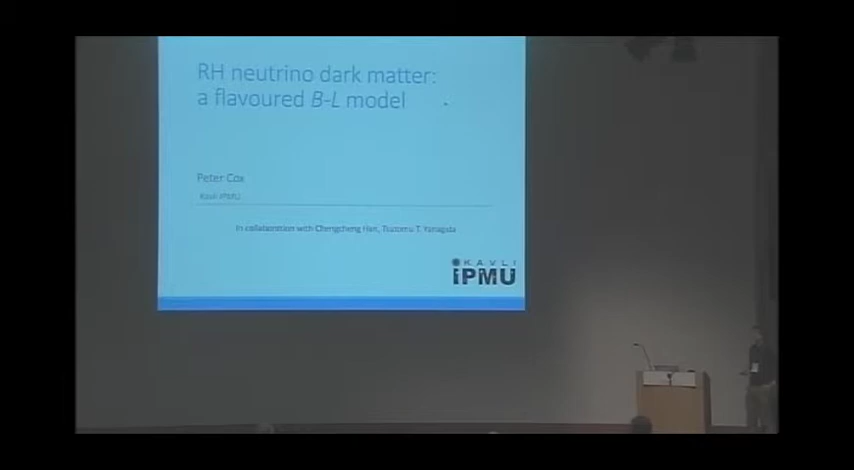 RH neutrino dark matter:
a flavoured B-L model
Peter Cox
Kavli IPMU
In collaboration with Chengcheng Han, Tsutomu T. Yanagida
KAVLI
IPMU